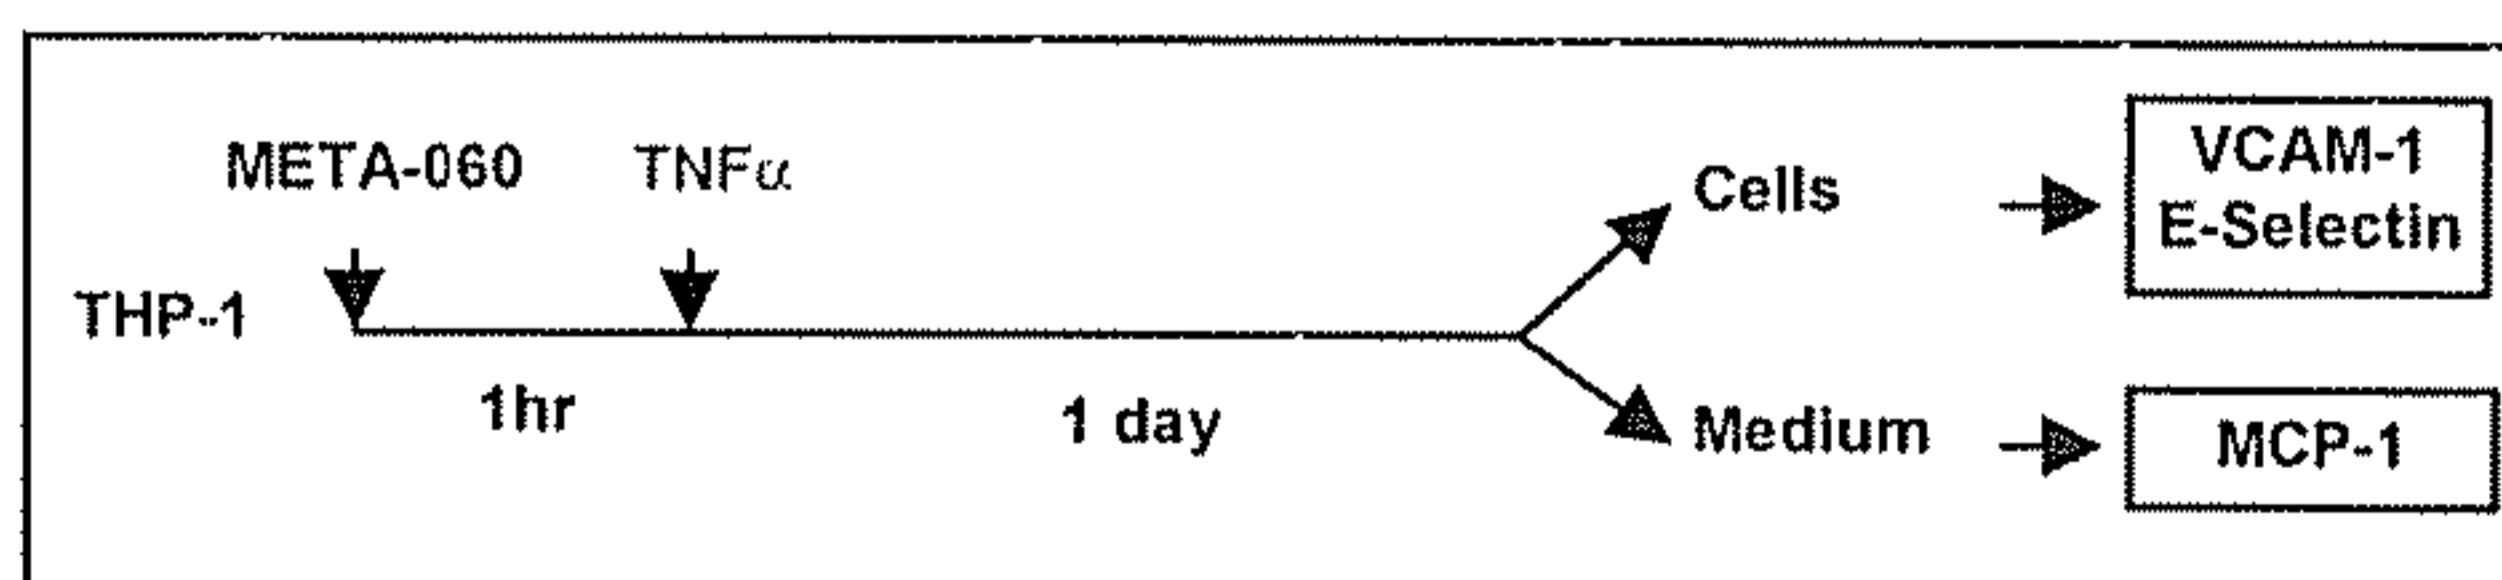 META-060
TNFα
THP-1
1hr
1 day
Cells
Medium
VCAM-1
E-Selectin
MCP-1